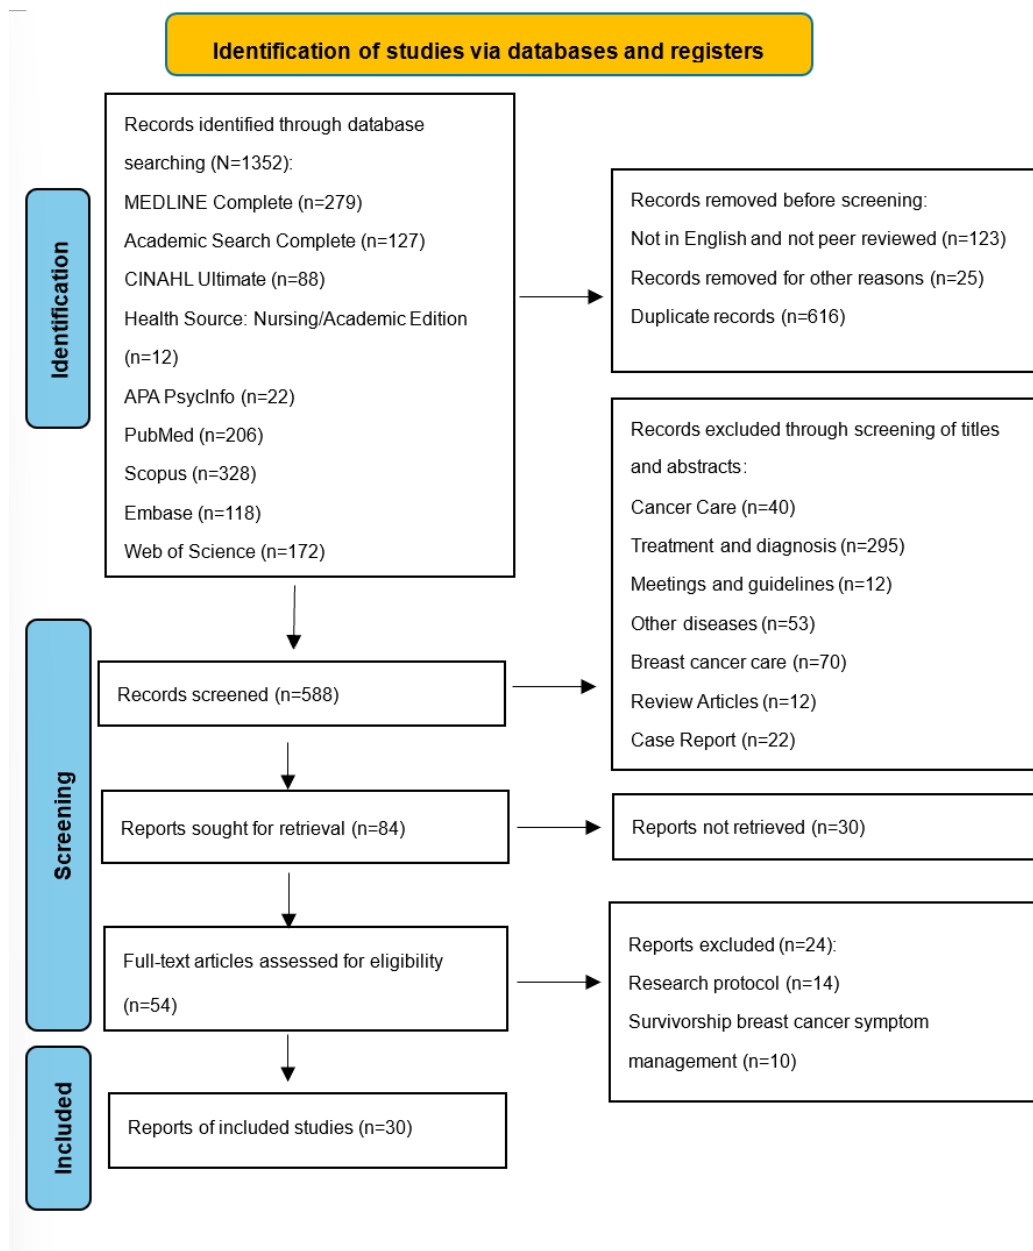 Identification of studies via databases and registers
Identification
Records identified through database
searching (N=1352):
MEDLINE Complete (n=279)
Academic Search Complete (n=127)
CINAHL Ultimate (n=88)
Health Source: Nursing/Academic Edition
(n=12)
APA PsycInfo (n=22)
PubMed (n=206)
Scopus (n=328)
Embase (n=118)
Web of Science (n=172)
Records removed before screening:
Not in English and not peer reviewed (n=123)
Records removed for other reasons (n=25)
Duplicate records (n=616)
Screening
Records screened (n=588)
Records excluded through screening of titles
and abstracts:
Cancer Care (n=40)
Treatment and diagnosis (n=295)
Meetings and guidelines (n=12)
Other diseases (n=53)
Breast cancer care (n=70)
Review Articles (n=12)
Case Report (n=22)
Reports sought for retrieval (n=84)
Reports not retrieved (n=30)
Full-text articles assessed for eligibility
(n=54)
Reports excluded (n=24):
Research protocol (n=14)
Survivorship breast cancer symptom
management (n=10)
Included
Reports of included studies (n=30)